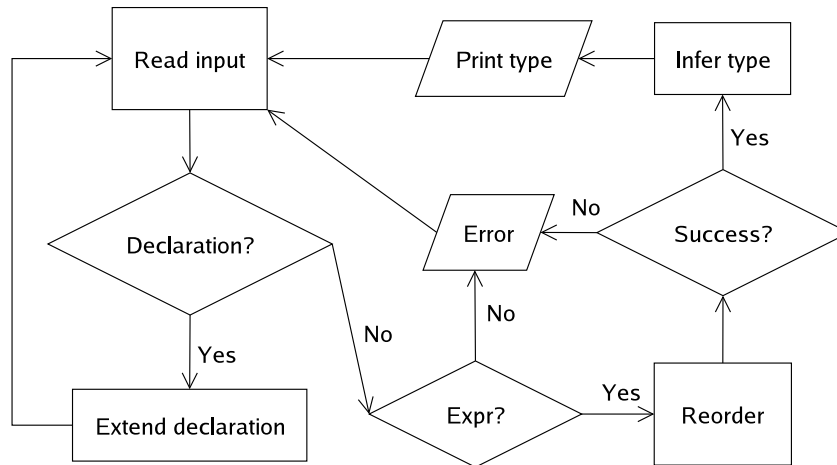 Read input
Print type
Infer type
Yes
No
Declaration?
Error
Success?
No
No
Yes
Yes
Extend declaration
Expr?
Reorder